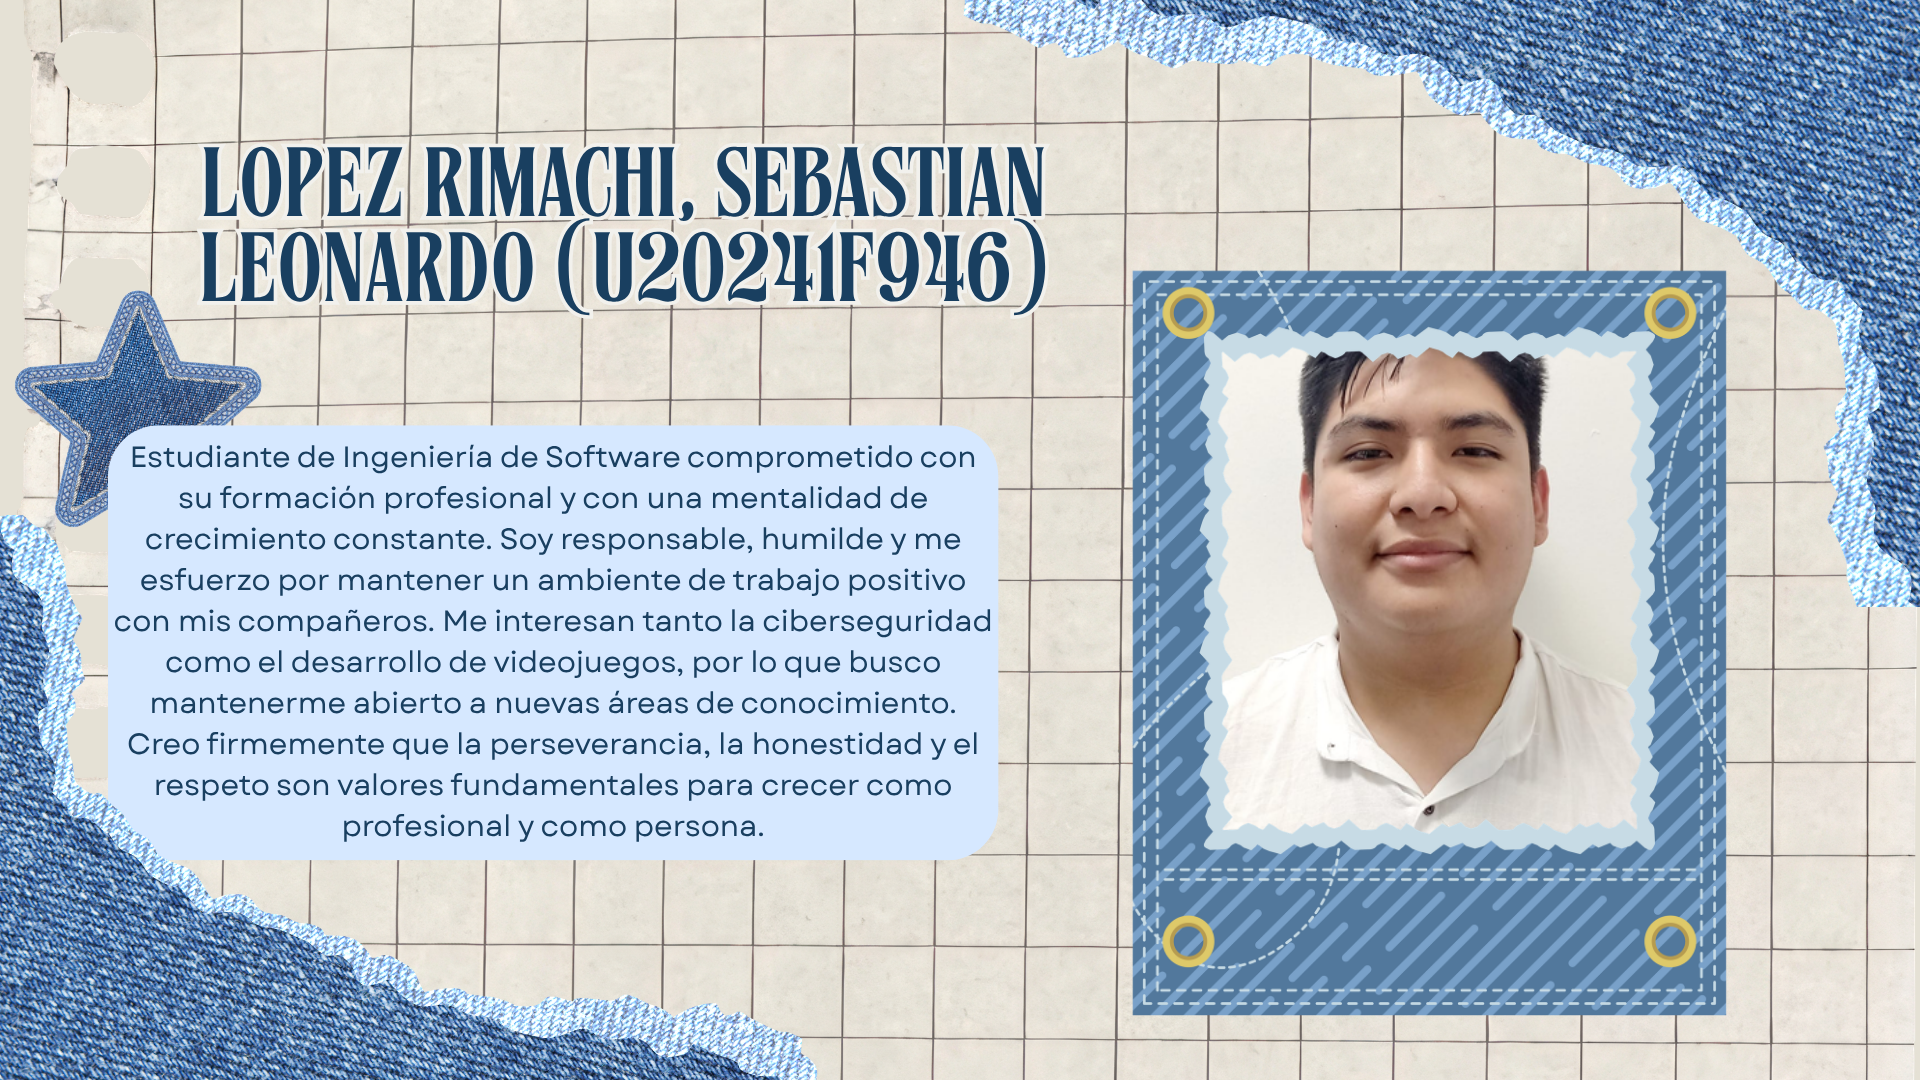 LOPEZ RIMACHI, SEBASTIAN
LEONARDO (U20241F946)
Estudiante de Ingeniería de Software comprometido con
su formación profesional y con una mentalidad de
crecimiento constante. Soy responsable, humilde y me
esfuerzo por mantener un ambiente de trabajo positivo
con mis compañeros. Me interesan tanto la ciberseguridad
como el desarrollo de videojuegos, por lo que busco
mantenerme abierto a nuevas áreas de conocimiento.
Creo firmemente que la perseverancia, la honestidad y el
respeto son valores fundamentales para crecer como
profesional y como persona.